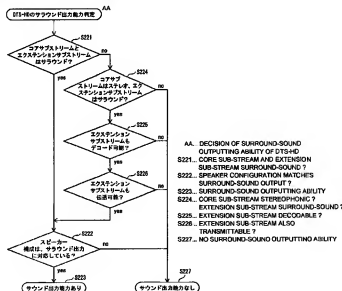 DTS-HDのサラウンド出力能力判定
AA
S221
コアサブストリームと
エクステンションサブストリーム
はサラウンド?
yes
no
S224
コアサブ
ストリームはステレオ、エクス
テンションサブストリーム
はサラウンド?
yes
no
S225
エクステンション
サブストリームも
デコード可能?
yes
no
S226
エクステンション
サブストリームも
伝送可能?
yes
no
S222
スピーカー
構成は、サラウンド出力
に対応している?
yes
no
S223
サウンド出力能力あり
S227
サウンド出力能力なし
AA... DECISION OF SURROUND-SOUND
OUTPUTTING ABILITY OF DTS-HD
S221... CORE SUB-STREAM AND EXTENSION
SUB-STREAM SURROUND-SOUND ?
S222... SPEAKER CONFIGURATION MATCHES
SURROUND-SOUND OUTPUT ?
S223... SURROUND-SOUND OUTPUTTING ABILITY
S224... CORE SUB-STREAM STEREOPHONIC ?
EXTENSION SUB-STREAM SURROUND-SOUND ?
S225... EXTENSION SUB-STREAM DECODABLE ?
S226... EXTENSION SUB-STREAM ALSO
TRANSMITTABLE ?
S227... NO SURROUND-SOUND OUTPUTTING ABILITY